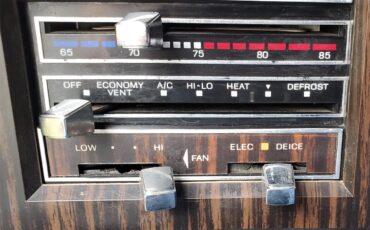 65 70 75 80 85
OFF ECONOMY VENT A/C HI-LO HEAT ▼ DEFROST
LOW • • HI ◀ FAN ELEC DEICE